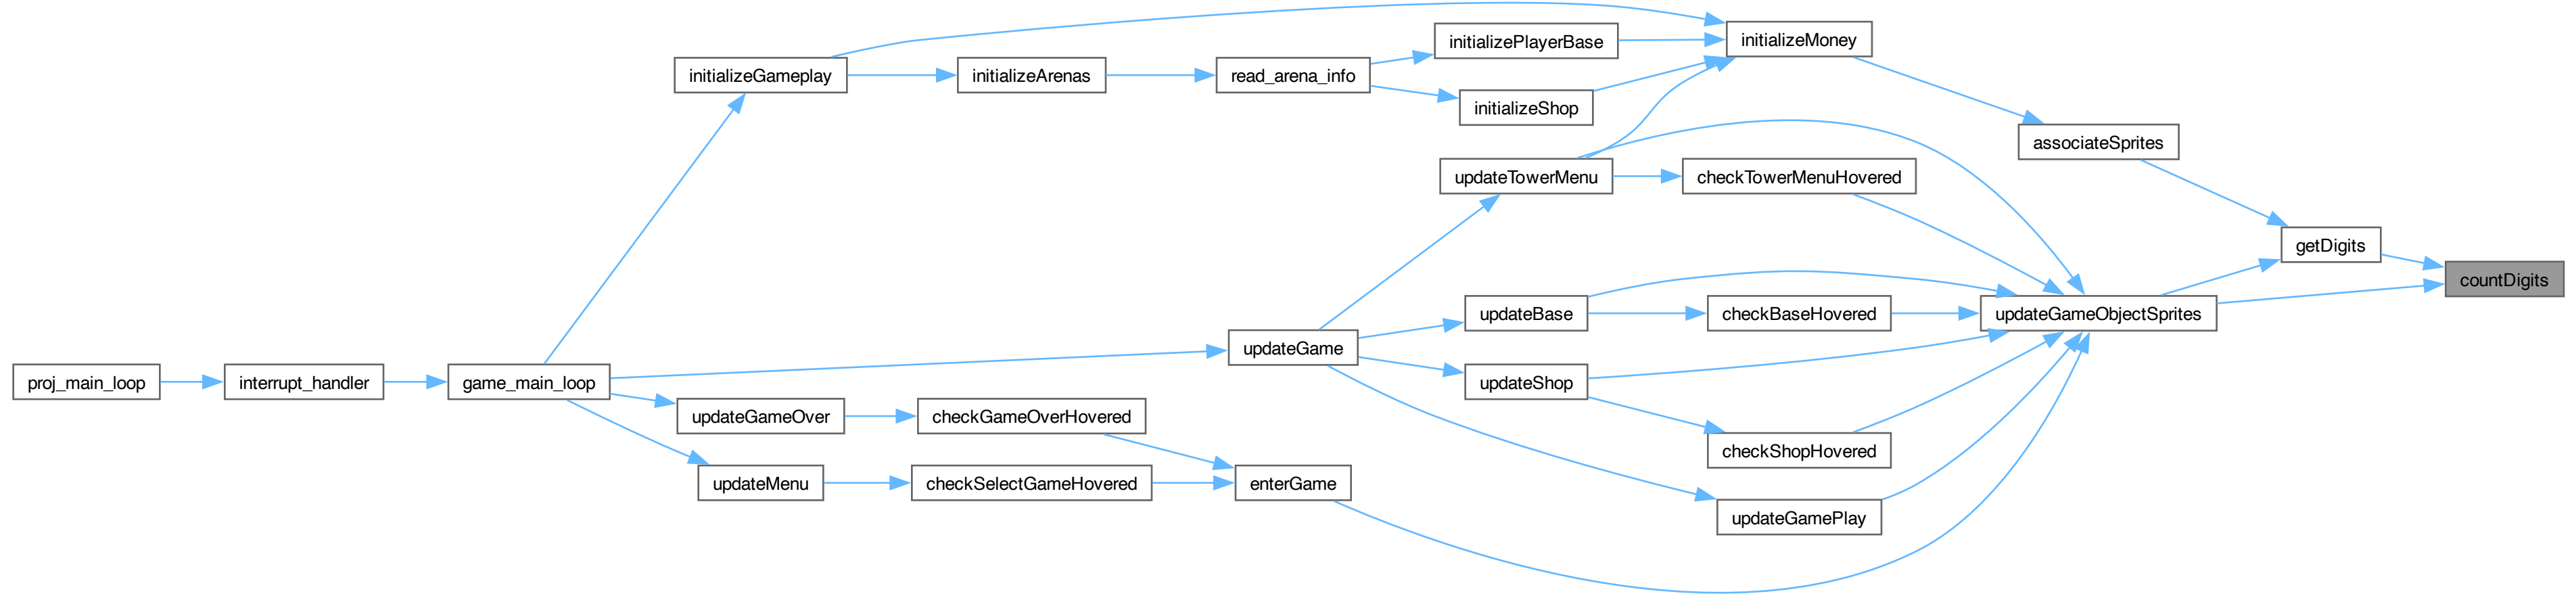 initializeMoney
initializePlayerBase
initializeGameplay
initializeArenas
read_arena_info
initializeShop
associateSprites
updateTowerMenu
checkTowerMenuHovered
getDigits
countDigits
updateBase
checkBaseHovered
updateGameObjectSprites
updateGame
proj_main_loop
interrupt_handler
game_main_loop
updateShop
updateGameOver
checkGameOverHovered
checkShopHovered
updateMenu
checkSelectGameHovered
enterGame
updateGamePlay